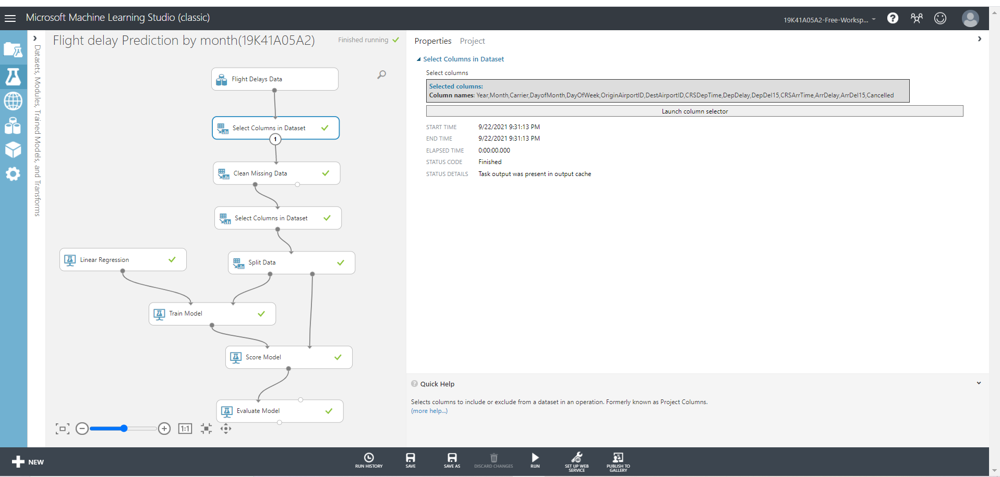 Microsoft Machine Learning Studio (classic)
19K41A05A2-Free-Worksp...
Datasets, Modules, Trained Models, and Transforms
Flight delay Prediction by month(19K41A05A2)
Finished running
Flight Delays Data
Select Columns in Dataset
1
Clean Missing Data
Select Columns in Dataset
Linear Regression
Split Data
Train Model
Score Model
Evaluate Model
1:1
Properties Project
Select Columns in Dataset
Select columns
Selected columns:
Column names: Year,Month,Carrier,DayofMonth,DayOfWeek,OriginAirportID,DestAirportID,CRSDepTime,DepDelay,DepDel15,CRSArrTime,ArrDelay,ArrDel15,Cancelled
Launch column selector
START TIME 9/22/2021 9:31:13 PM
END TIME 9/22/2021 9:31:13 PM
ELAPSED TIME 0:00:00.000
STATUS CODE Finished
STATUS DETAILS Task output was present in output cache
Quick Help
Selects columns to include or exclude from a dataset in an operation. Formerly known as Project Columns.
(more help...)
NEW
RUN HISTORY
SAVE
SAVE AS
DISCARD CHANGES
RUN
SET UP WEB
SERVICE
PUBLISH TO
GALLERY